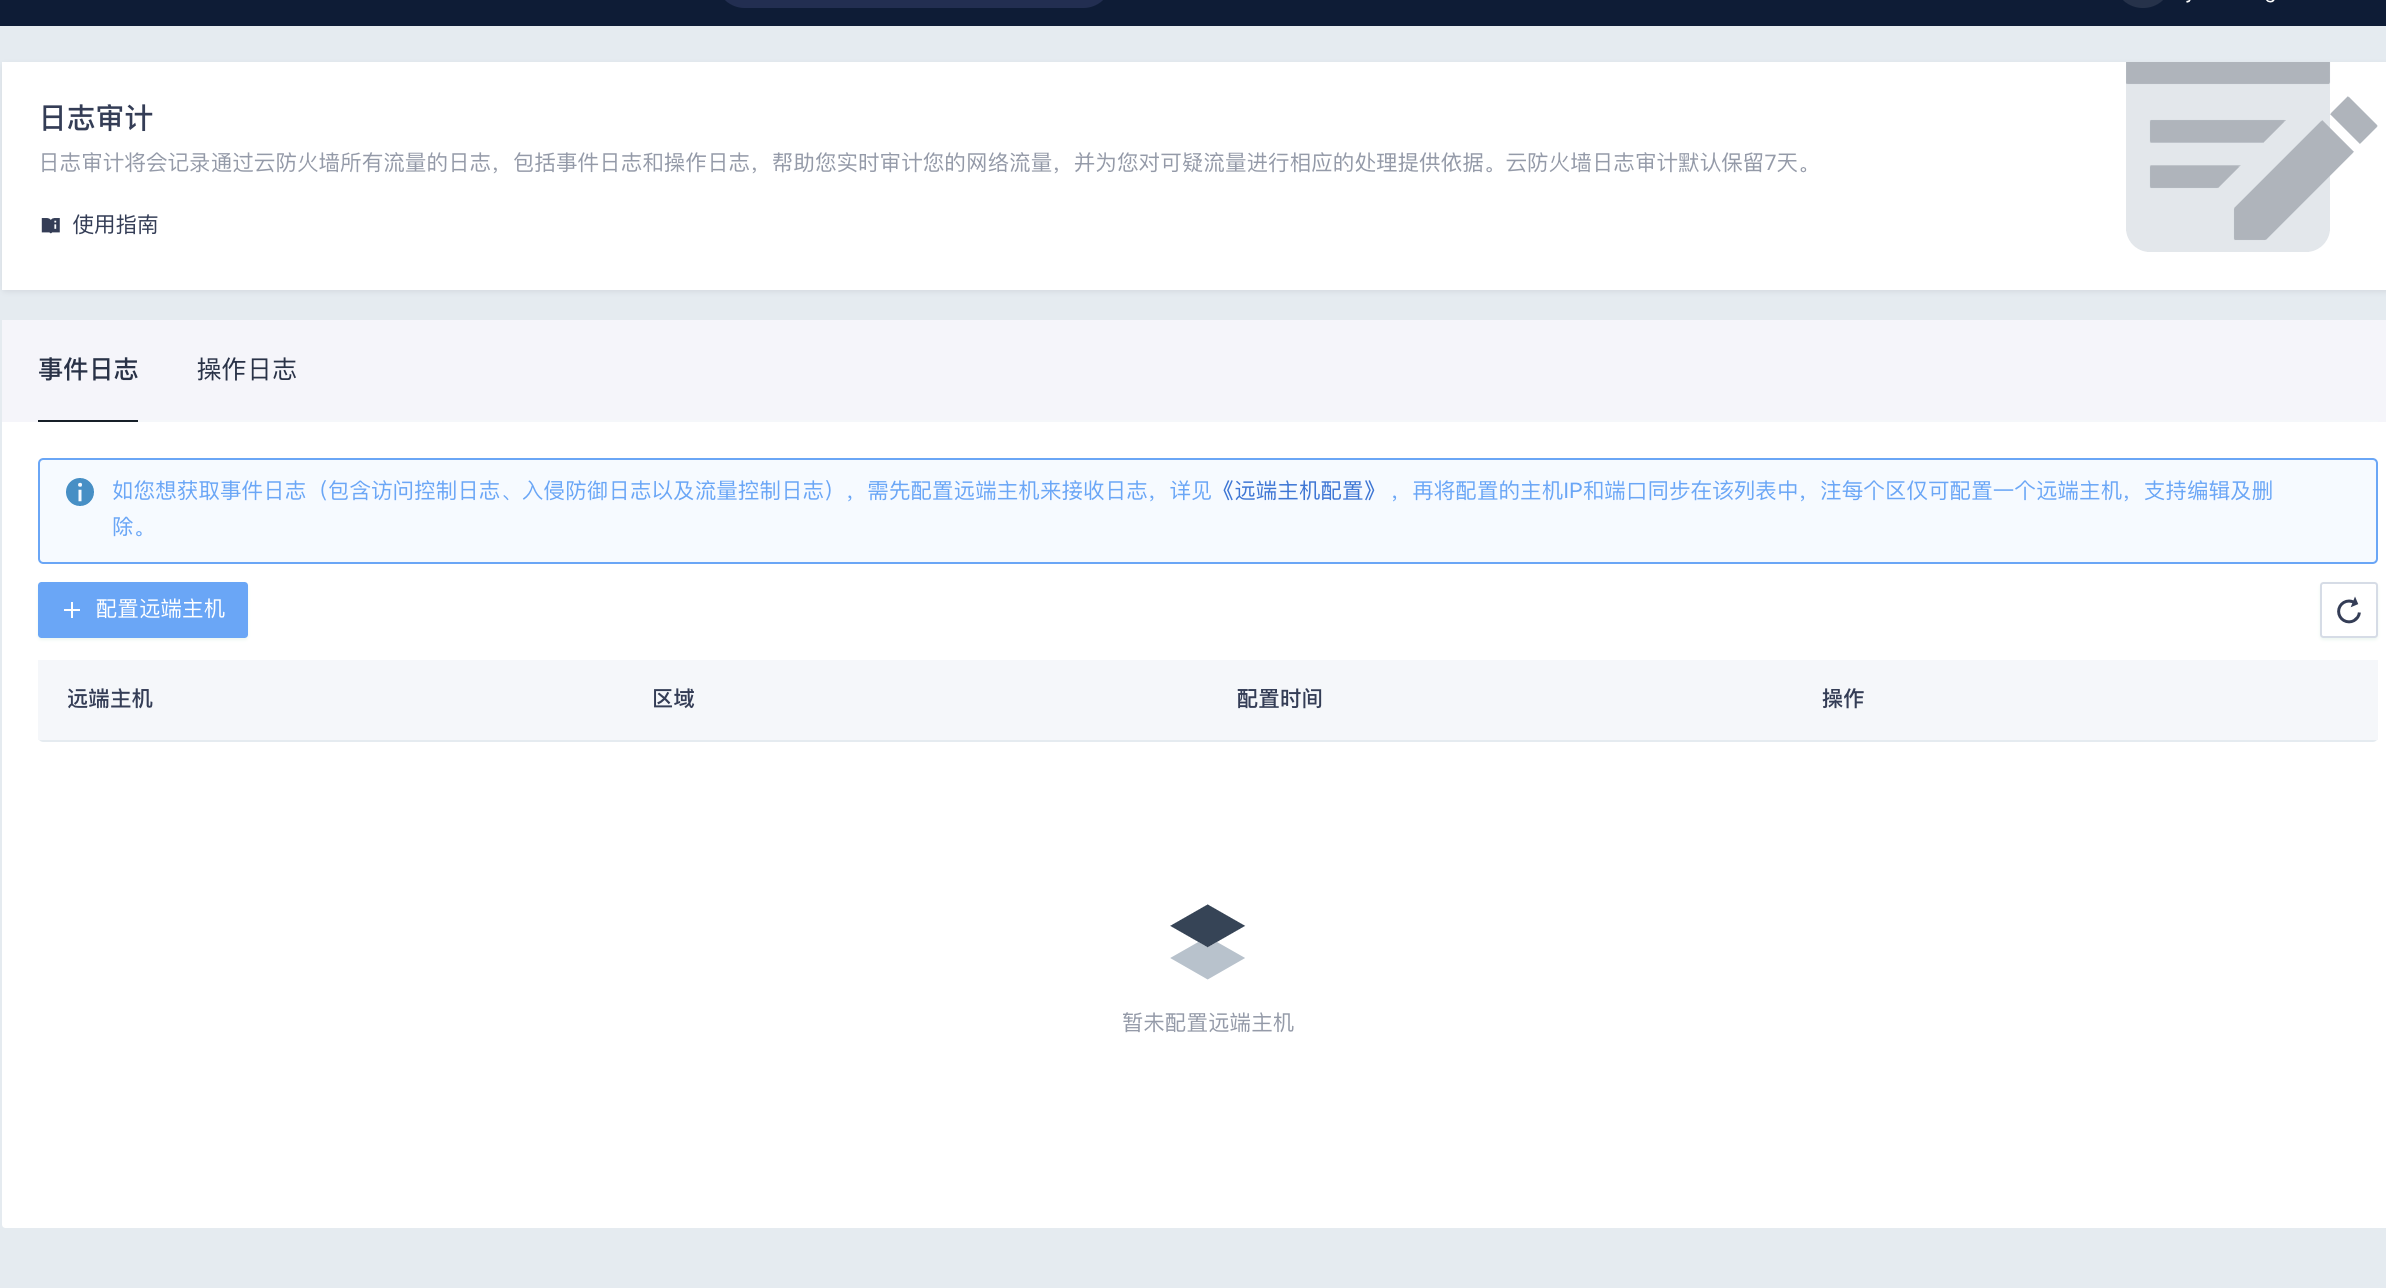 日志审计
日志审计将会记录通过云防火墙所有流量的日志，包括事件日志和操作日志，帮助您实时审计您的网络流量，并为您对可疑流量进行相应的处理提供依据。云防火墙日志审计默认保留7天。
使用指南
事件日志 操作日志
如您想获取事件日志（包含访问控制日志、入侵防御日志以及流量控制日志），需先配置远端主机来接收日志，详见《远端主机配置》，再将配置的主机IP和端口同步在该列表中，注每个区仅可配置一个远端主机，支持编辑及删
除。
+ 配置远端主机
远端主机 区域 配置时间 操作
暂未配置远端主机